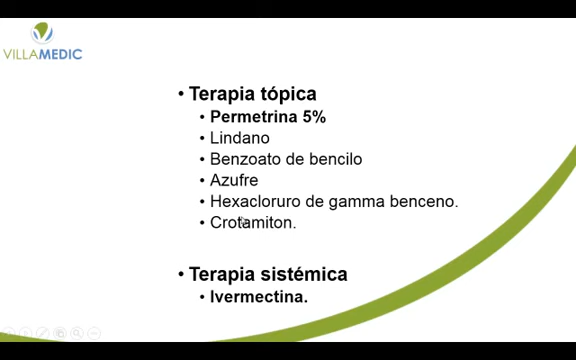 VILLAMEDIC
• Terapia tópica
• Permetrina 5%
• Lindano
• Benzoato de bencilo
• Azufre
• Hexacloruro de gamma benceno.
• Crotamiton.
• Terapia sistémica
• Ivermectina.